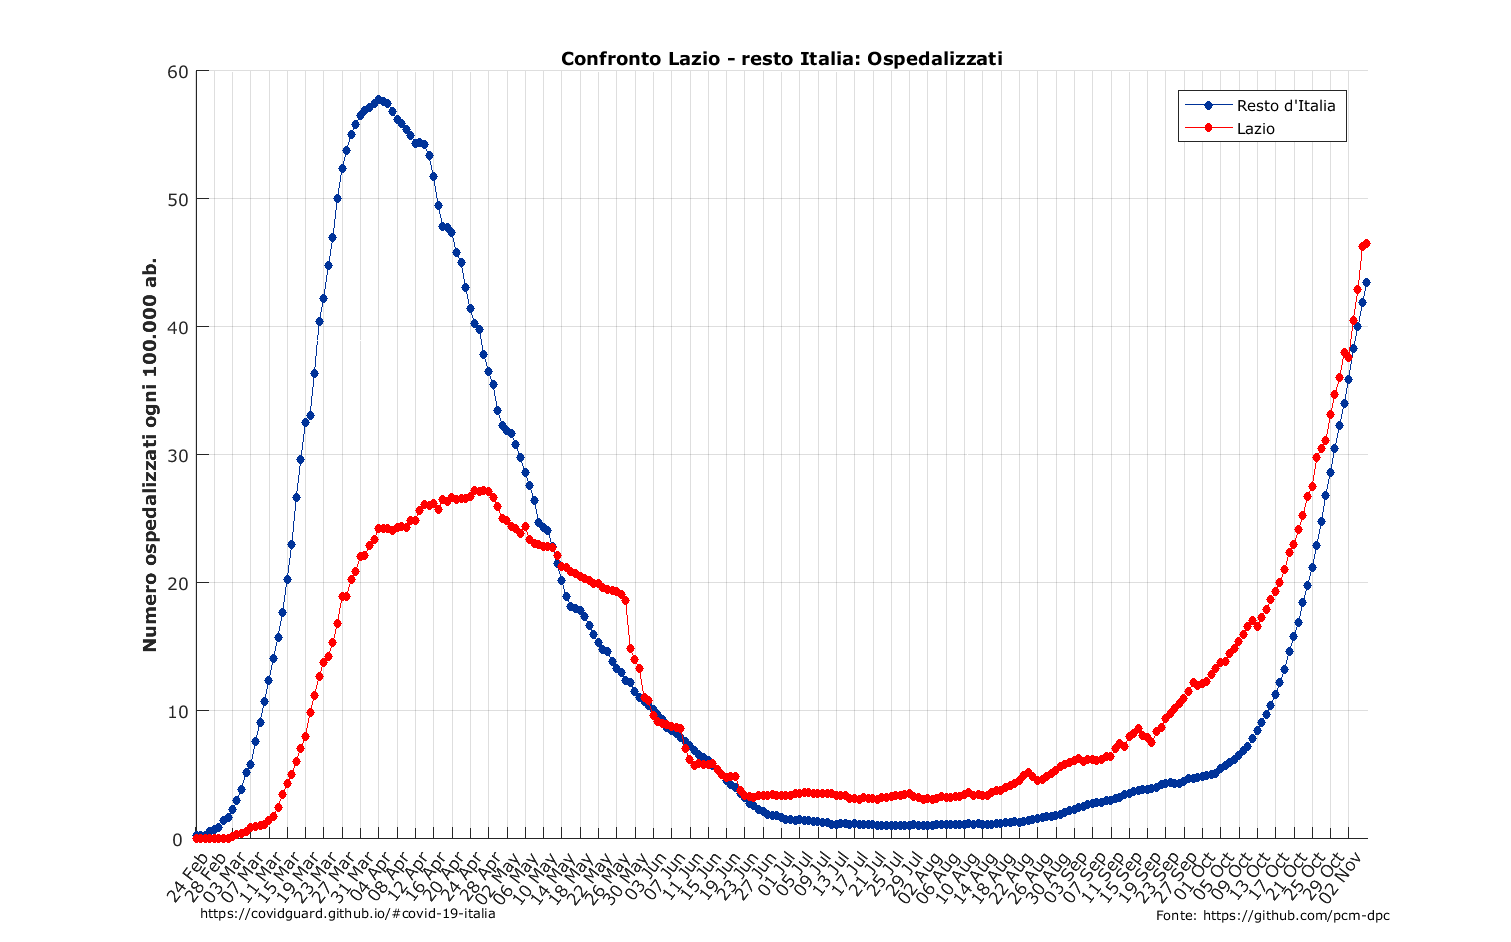 Confronto Lazio - resto Italia: Ospedalizzati
Numero ospedalizzati ogni 100.000 ab.
60
50
40
30
20
10
0
Resto d'Italia
Lazio
24 Feb
28 Feb
03 Mar
07 Mar
11 Mar
15 Mar
19 Mar
23 Mar
27 Mar
31 Mar
04 Apr
08 Apr
12 Apr
16 Apr
20 Apr
24 Apr
28 Apr
02 May
06 May
10 May
14 May
18 May
22 May
26 May
30 May
03 Jun
07 Jun
11 Jun
15 Jun
19 Jun
23 Jun
27 Jun
01 Jul
05 Jul
09 Jul
13 Jul
17 Jul
21 Jul
25 Jul
29 Jul
02 Aug
06 Aug
10 Aug
14 Aug
18 Aug
22 Aug
26 Aug
30 Aug
03 Sep
07 Sep
11 Sep
15 Sep
19 Sep
23 Sep
27 Sep
01 Oct
05 Oct
09 Oct
13 Oct
17 Oct
21 Oct
25 Oct
29 Oct
02 Nov
https://covidguard.github.io/#covid-19-italia
Fonte: https://github.com/pcm-dpc